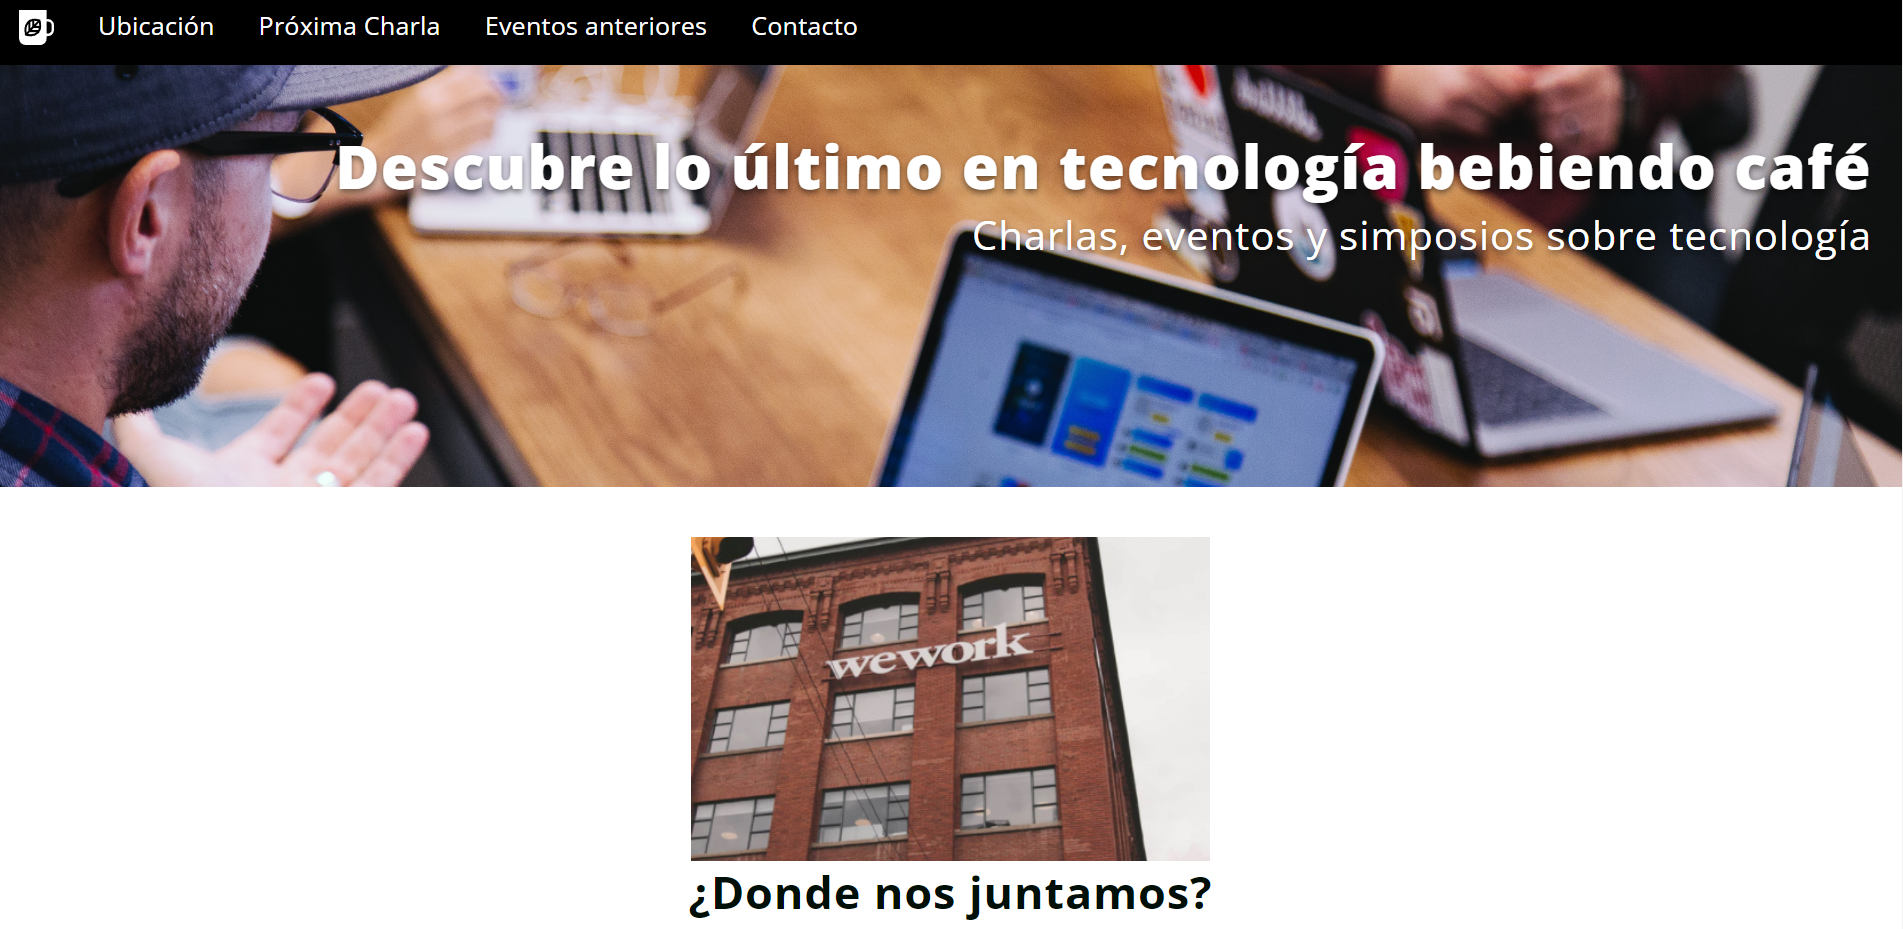 Ubicación Próxima Charla Eventos anteriores Contacto
Descubre lo último en tecnología bebiendo café
Charlas, eventos y simposios sobre tecnología
wework
¿Donde nos juntamos?